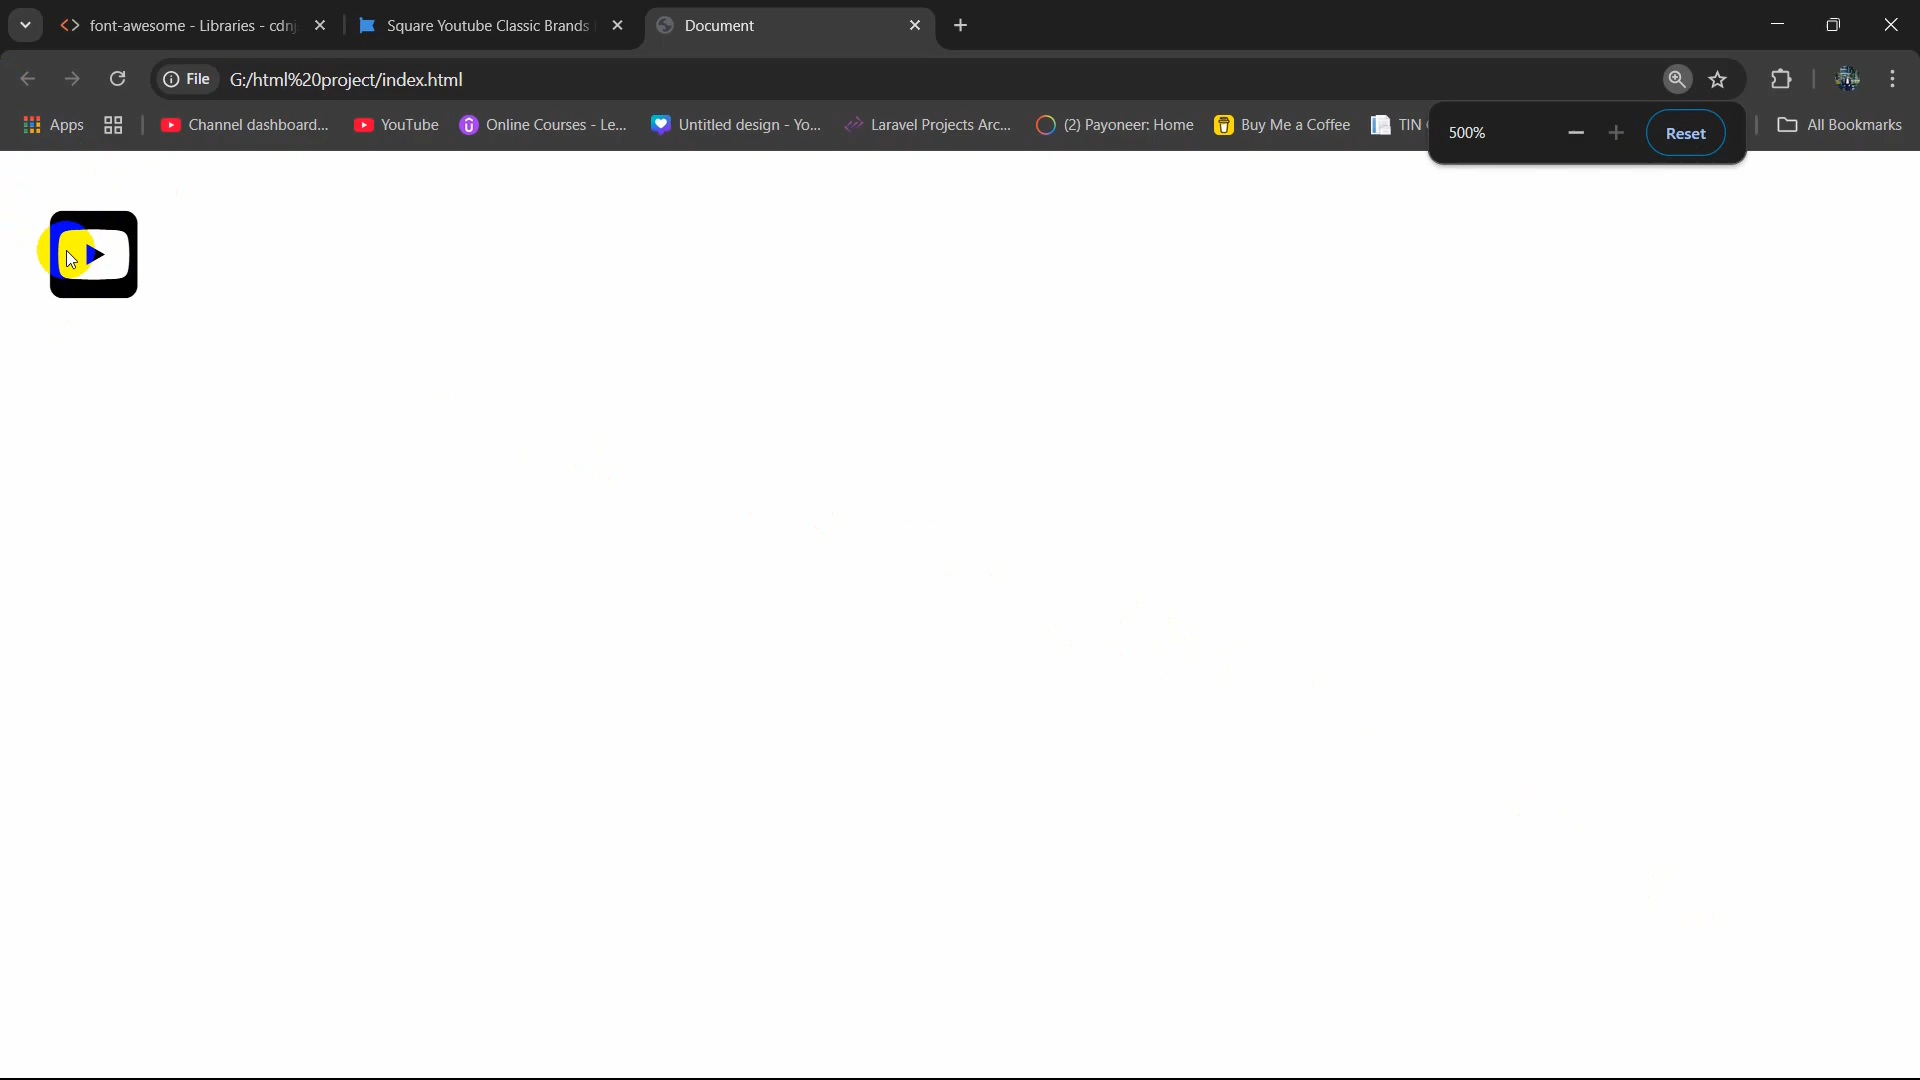 font-awesome - Libraries - cdnj
Square Youtube Classic Brands
Document
File
G:/html%20project/index.html
Apps
Channel dashboard...
YouTube
Online Courses - Le...
Untitled design - Yo...
Laravel Projects Arc...
(2) Payoneer: Home
Buy Me a Coffee
TIN
500%
Reset
All Bookmarks